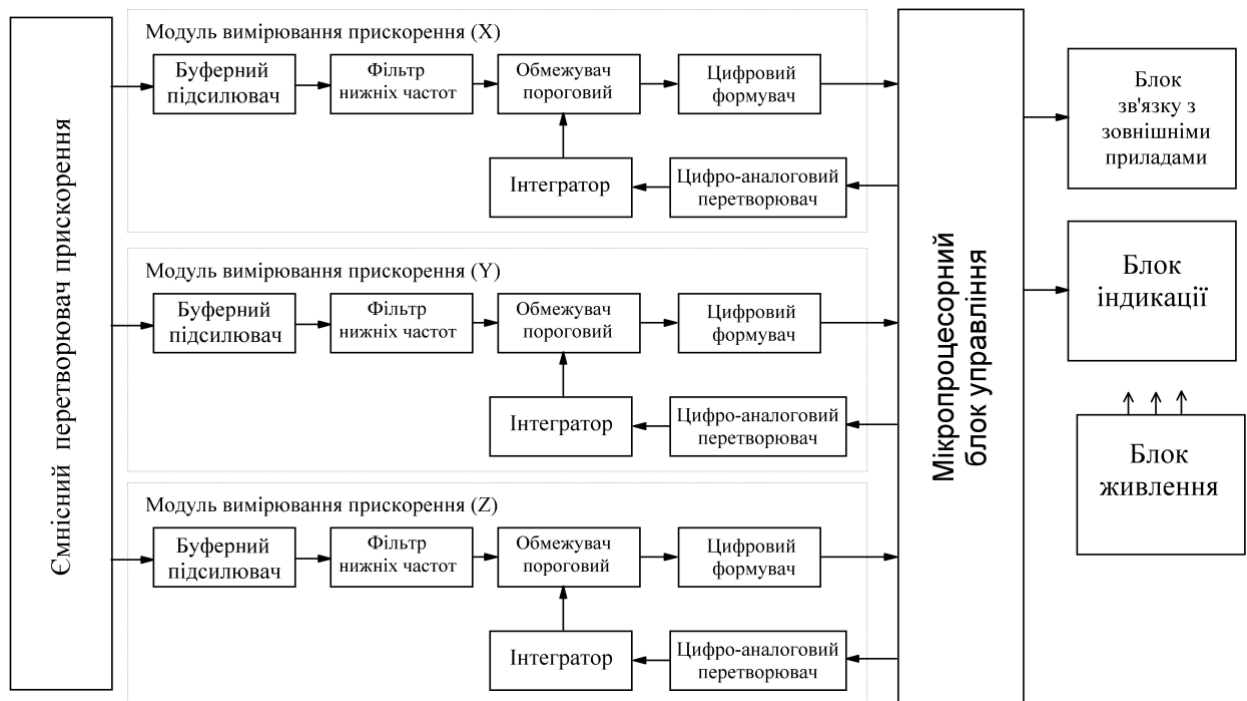 Ємнісний перетворювач прискорення
Модуль вимірювання прискорення (X)
Буферний
підсилювач
Фільтр
нижніх частот
Обмежувач
пороговий
Цифровий
формувач
Інтегратор
Цифро-аналоговий
перетворювач
Модуль вимірювання прискорення (Y)
Буферний
підсилювач
Фільтр
нижніх частот
Обмежувач
пороговий
Цифровий
формувач
Інтегратор
Цифро-аналоговий
перетворювач
Модуль вимірювання прискорення (Z)
Буферний
підсилювач
Фільтр
нижніх частот
Обмежувач
пороговий
Цифровий
формувач
Інтегратор
Цифро-аналоговий
перетворювач
Мікропроцесорний
блок управління
Блок
зв'язку з
зовнішніми
приладами
Блок
індикації
Блок
живлення